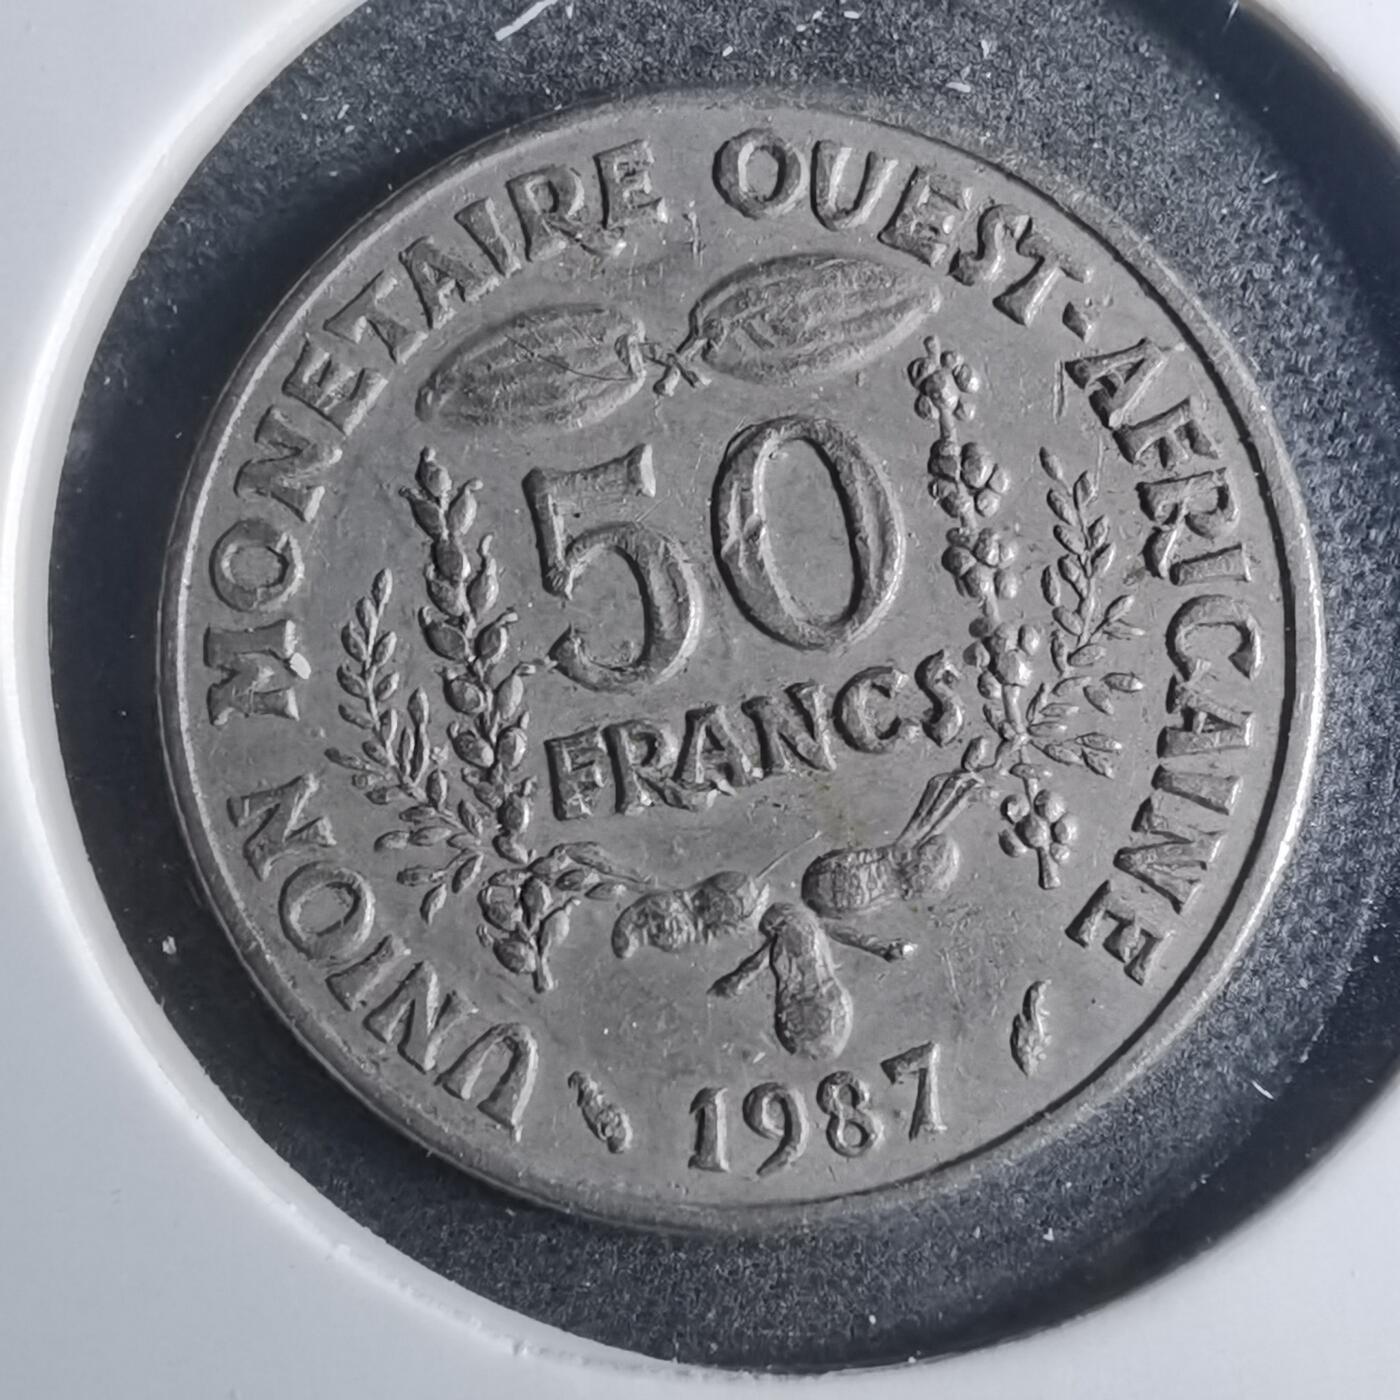 UNION MONETAIRE OUEST-AFRICAINE
50
FRANCS
1987